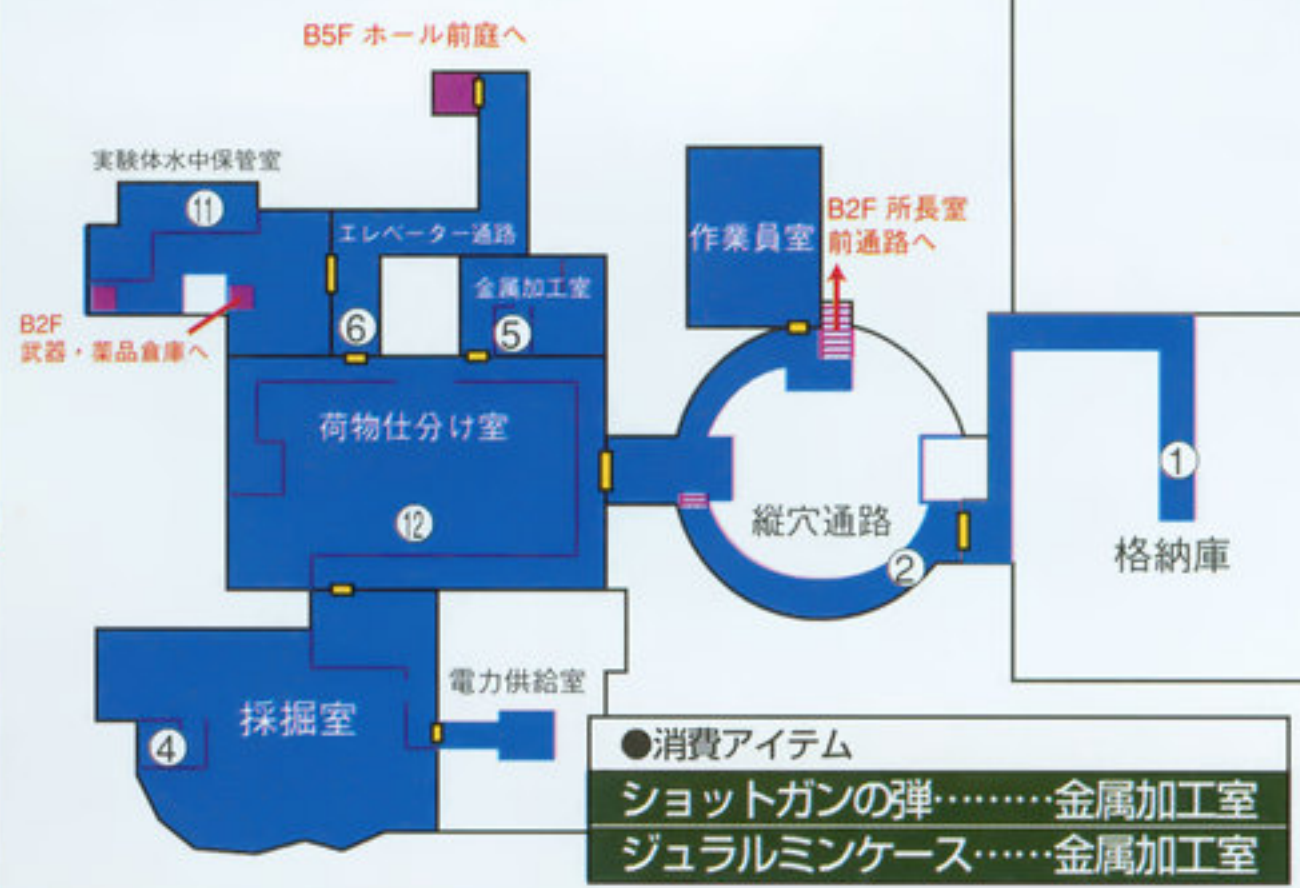 B5F ホール前庭へ
実験体水中保管室
⑪
エレベーター通路
作業員室
B2F 所長室
前通路へ
金属加工室
B2F
武器・薬品倉庫へ
⑥
⑤
荷物仕分け室
①
⑫
縦穴通路
格納庫
②
電力供給室
採掘室
④
●消費アイテム
ショットガンの弾………金属加工室
ジュラルミンケース……金属加工室